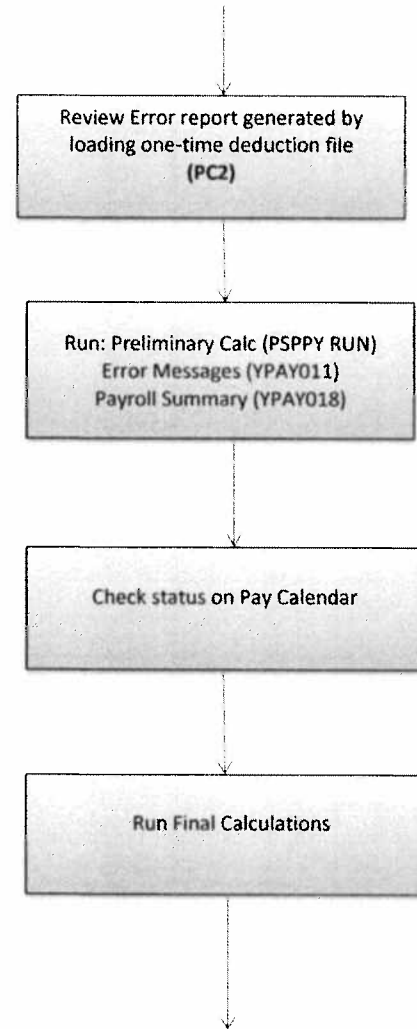 Review Error report generated by
loading one-time deduction file
(PC2)
Run: Preliminary Calc (PSPPY RUN)
Error Messages (YPAY011)
Payroll Summary (YPAY018)
Check status on Pay Calendar
Run Final Calculations